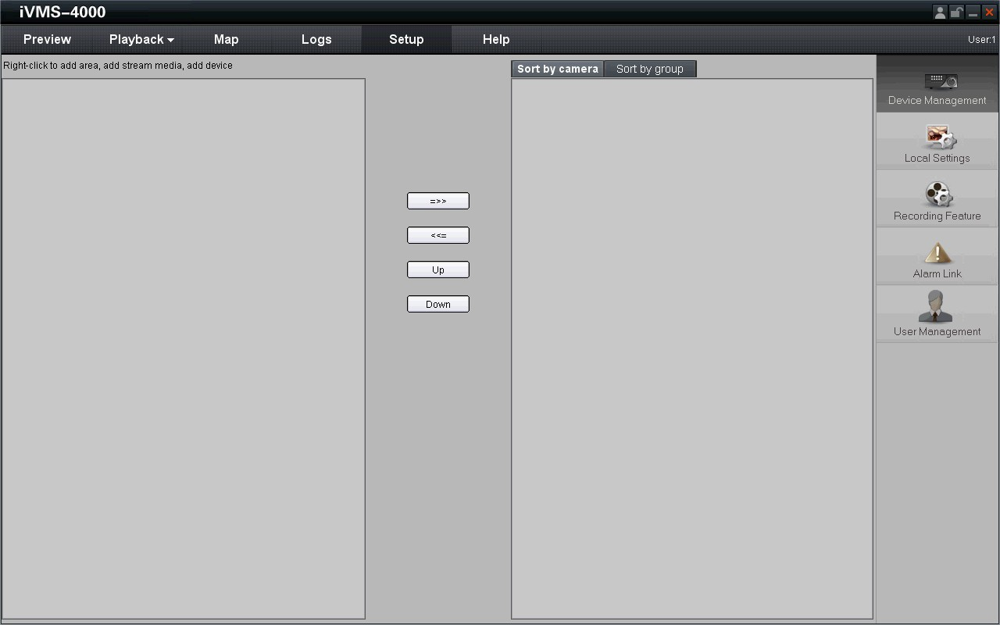 iVMS-4000
Preview Playback Map Logs Setup Help User:1
Right-click to add area, add stream media, add device
Sort by camera Sort by group
=>>
<<=
Up
Down
Device Management
Local Settings
Recording Feature
Alarm Link
User Management